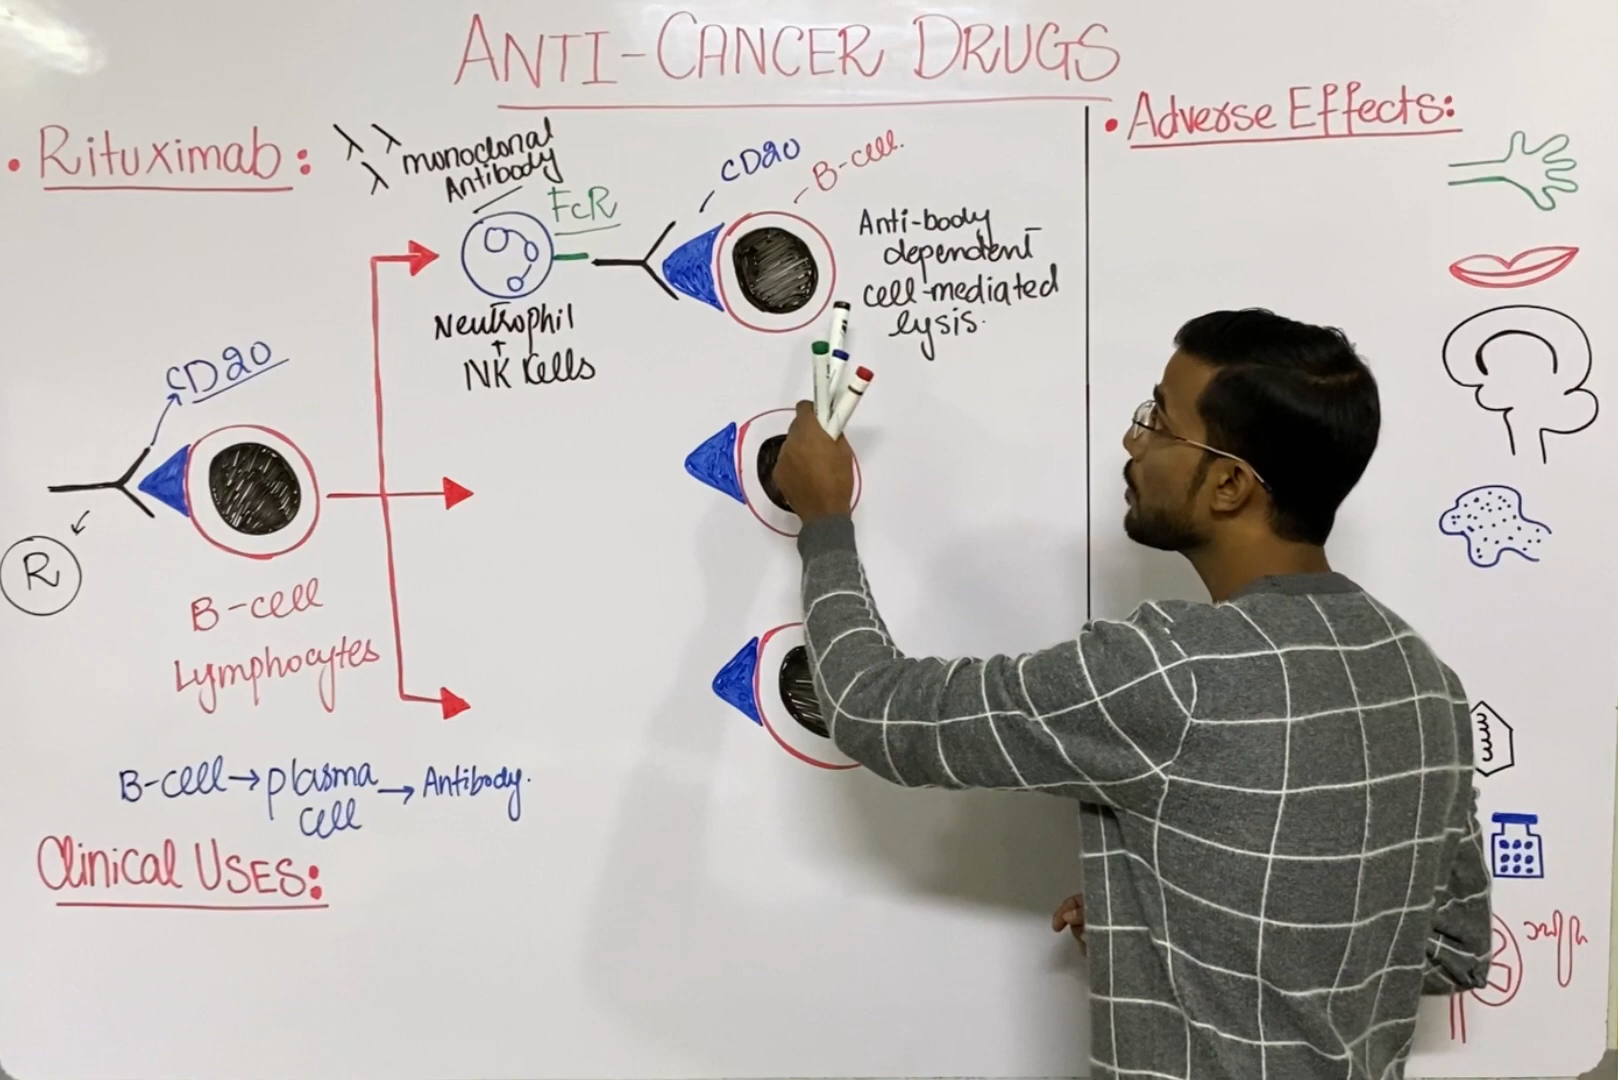 ANTI-CANCER DRUGS
• Rituximab:
monoclonal
Antibody
FcR
CD20
B-cell.
Anti-body
dependent
cell-mediated
lysis.
Neutrophil
+
NK Cells
CD20
R
B-cell
Lymphocytes
B-cell → plasma cell → Antibody.
Clinical USES:
• Adverse Effects: